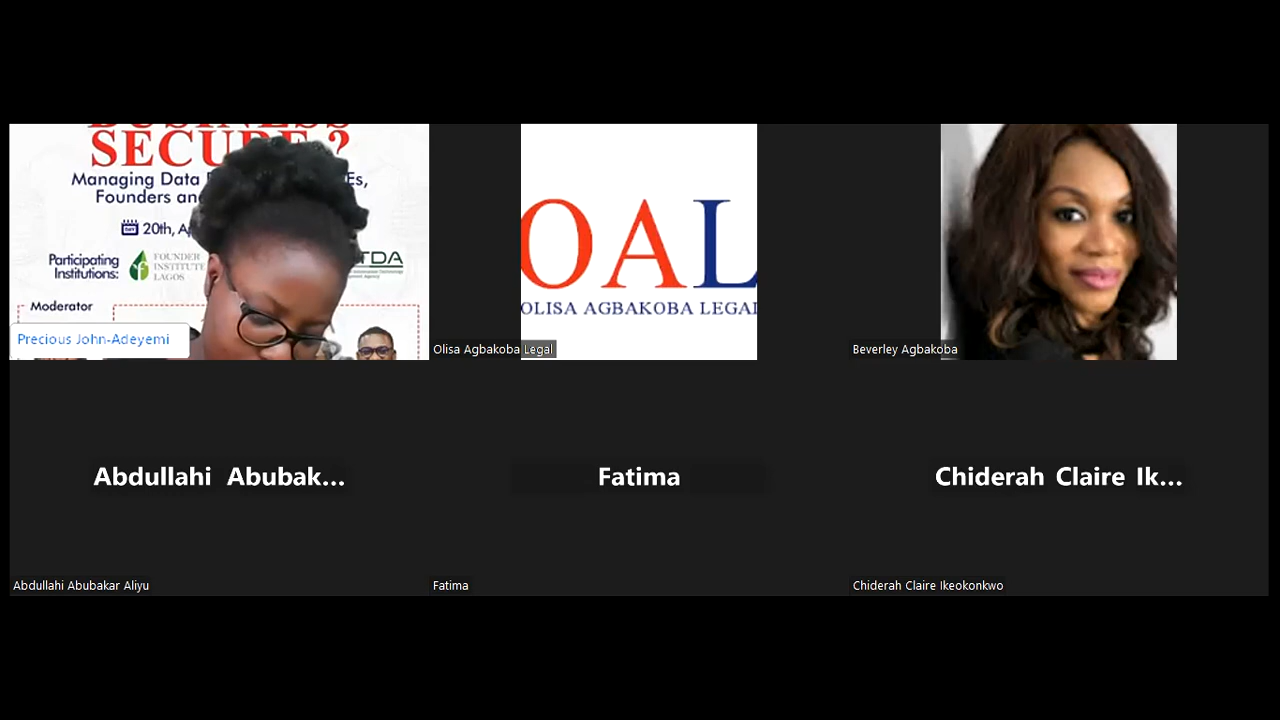 SECURE ?
Managing Data
Es,
Founders an
20th, A
Participating
Institutions:
FOUNDER
INSTITUTE
LAGOS
TDA
Moderator
Precious John-Adeyemi
OAL
OLISA AGBAKOBA LEGAL
Olisa Agbakoba Legal
Beverley Agbakoba
Abdullahi Abubak...
Fatima
Chiderah Claire Ik...
Abdullahi Abubakar Aliyu
Fatima
Chiderah Claire Ikeokonkwo